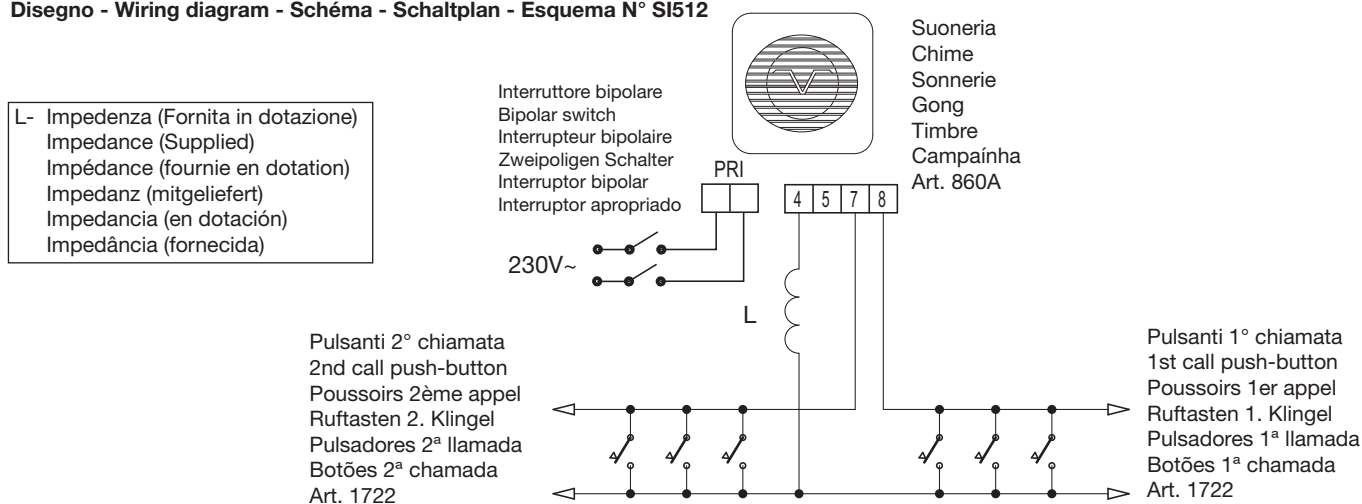 Disegno - Wiring diagram - Schéma - Schaltplan - Esquema N° SI512
L- Impedenza (Fornita in dotazione)
Impedance (Supplied)
Impédance (fournie en dotation)
Impedanz (mitgeliefert)
Impedancia (en dotación)
Impedância (fornecida)
Interruttore bipolare
Bipolar switch
Interrupteur bipolaire
Zweipoligen Schalter
Interruptor bipolar
Interruptor apropriado
Suoneria
Chime
Sonnerie
Gong
Timbre
Campaínha
Art. 860A
PRI
4 5 7 8
230V~
L
Pulsanti 2° chiamata
2nd call push-button
Poussoirs 2ème appel
Ruftasten 2. Klingel
Pulsadores 2ª llamada
Botões 2ª chamada
Art. 1722
Pulsanti 1° chiamata
1st call push-button
Poussoirs 1er appel
Ruftasten 1. Klingel
Pulsadores 1ª llamada
Botões 1ª chamada
Art. 1722